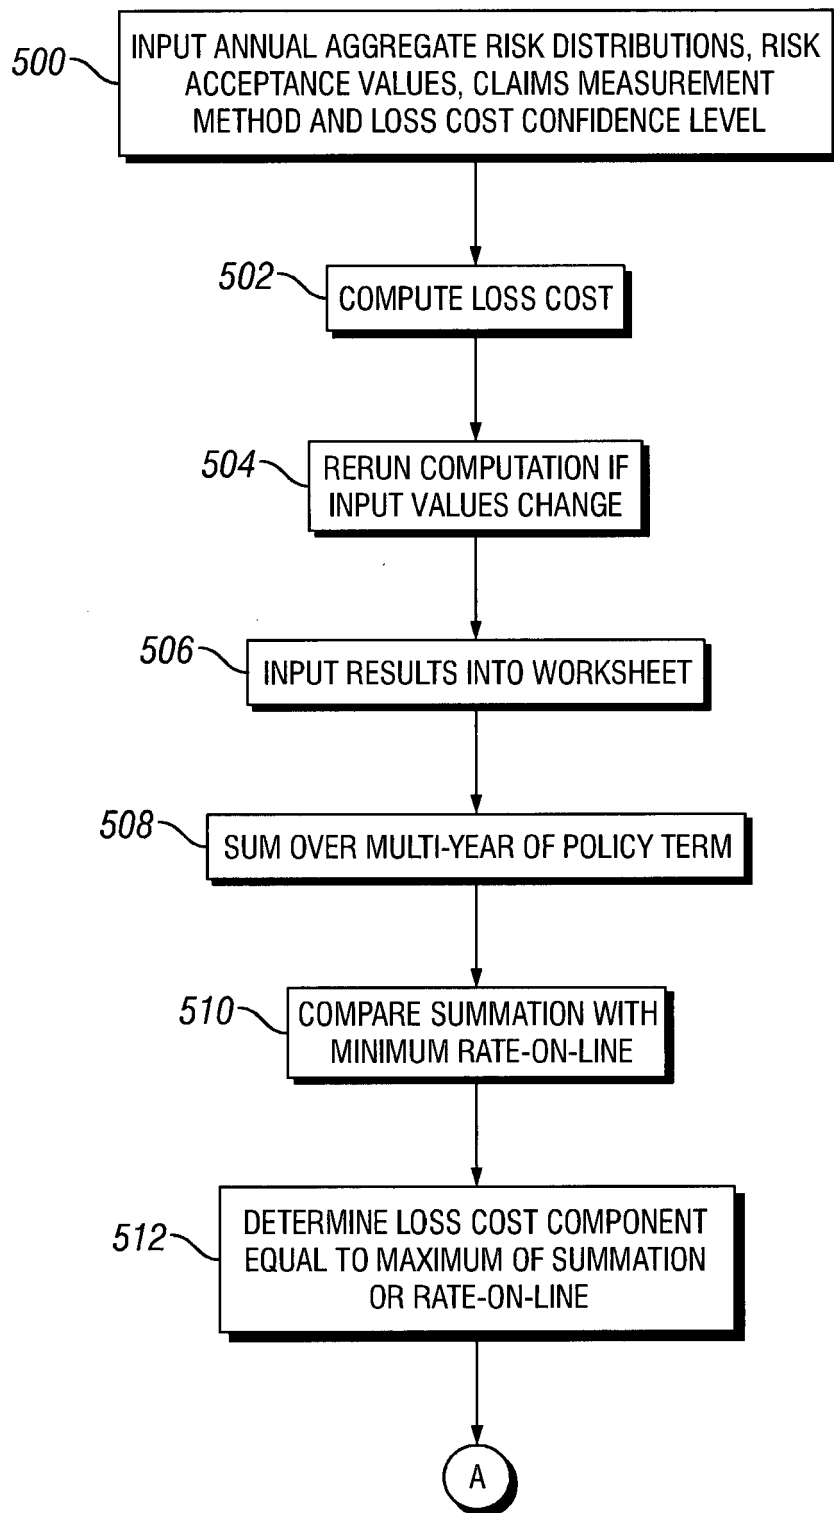 500
INPUT ANNUAL AGGREGATE RISK DISTRIBUTIONS, RISK
ACCEPTANCE VALUES, CLAIMS MEASUREMENT
METHOD AND LOSS COST CONFIDENCE LEVEL
502
COMPUTE LOSS COST
504
RERUN COMPUTATION IF
INPUT VALUES CHANGE
506
INPUT RESULTS INTO WORKSHEET
508
SUM OVER MULTI-YEAR OF POLICY TERM
510
COMPARE SUMMATION WITH
MINIMUM RATE-ON-LINE
512
DETERMINE LOSS COST COMPONENT
EQUAL TO MAXIMUM OF SUMMATION
OR RATE-ON-LINE
A